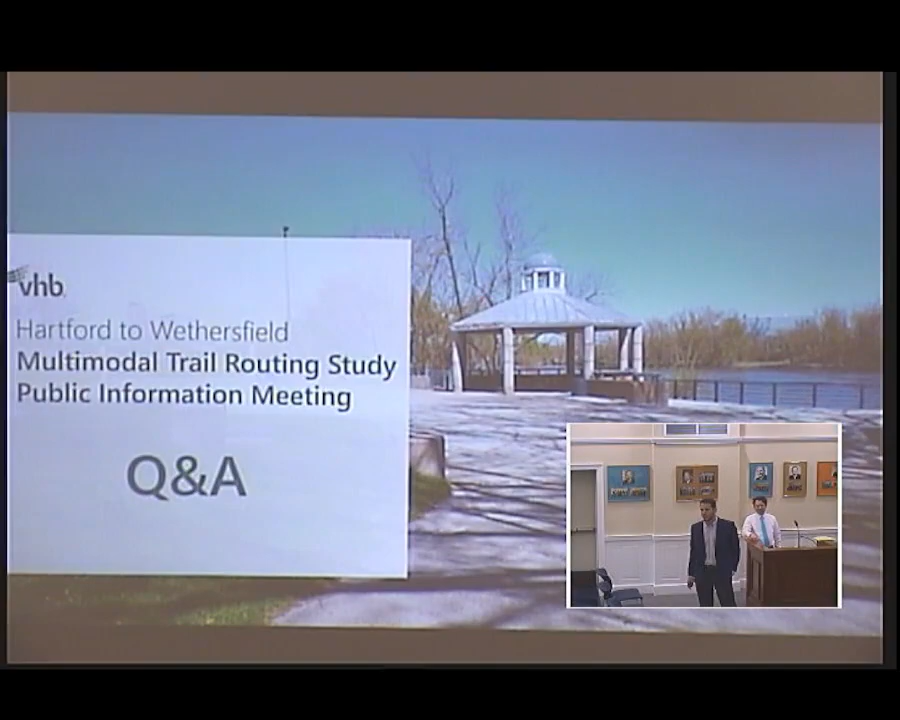 vhb
Hartford to Wethersfield
Multimodal Trail Routing Study
Public Information Meeting
Q&A